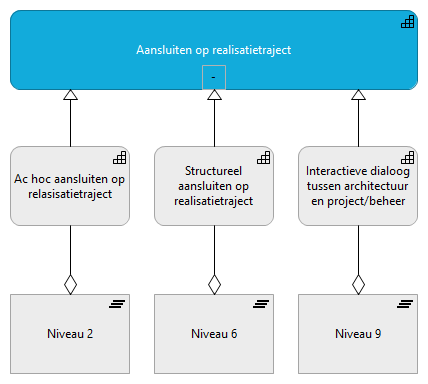 Aansluiten op realisatietraject
-
Ac hoc aansluiten op
relasisatietraject
Structureel
aansluiten op
realisatietraject
Interactieve dialoog
tussen architectuur
en project/beheer
Niveau 2
Niveau 6
Niveau 9